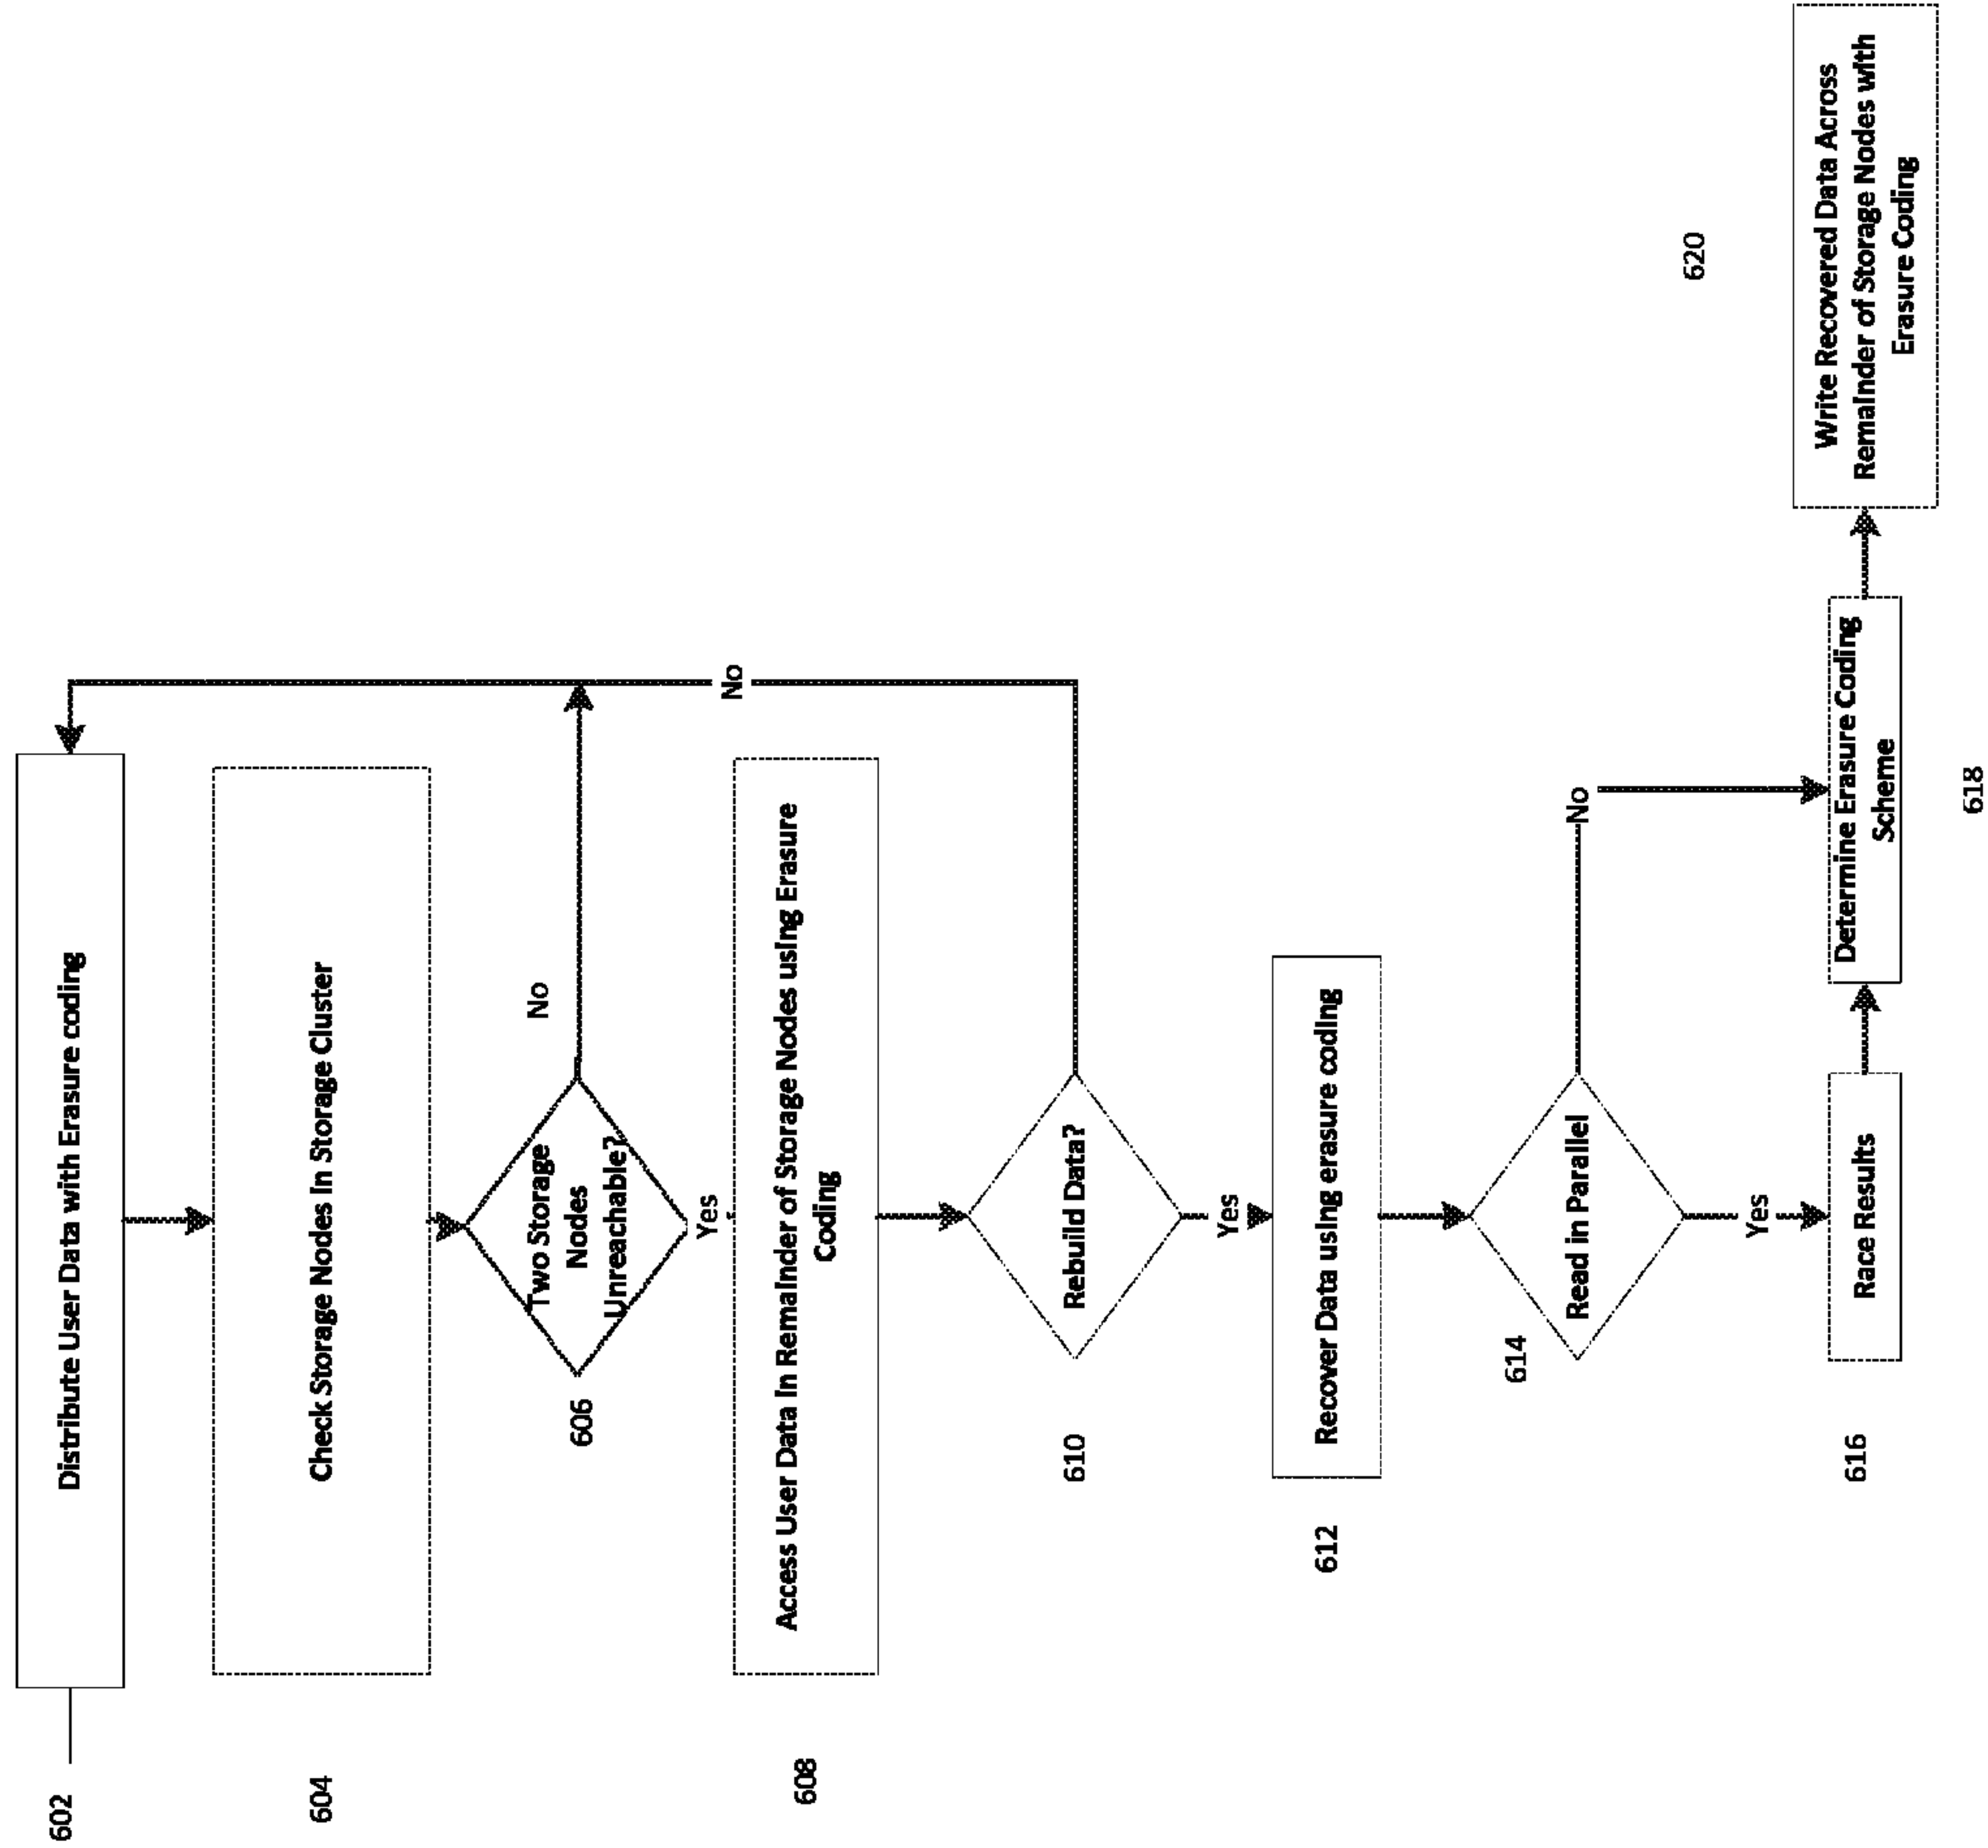 602
Distribute User Data with Erasure coding
604
Check Storage Nodes In Storage Cluster
606
Two Storage
Nodes
Unreachable?
No
Yes
608
Access User Data In Remainder of Storage Nodes using Erasure
Coding
610
Rebuild Data?
No
Yes
612
Recover Data using erasure coding
614
Read in Parallel
No
Yes
616
Race Results
618
Determine Erasure Coding
Scheme
620
Write Recovered Data Across
Remainder of Storage Nodes with
Erasure Coding